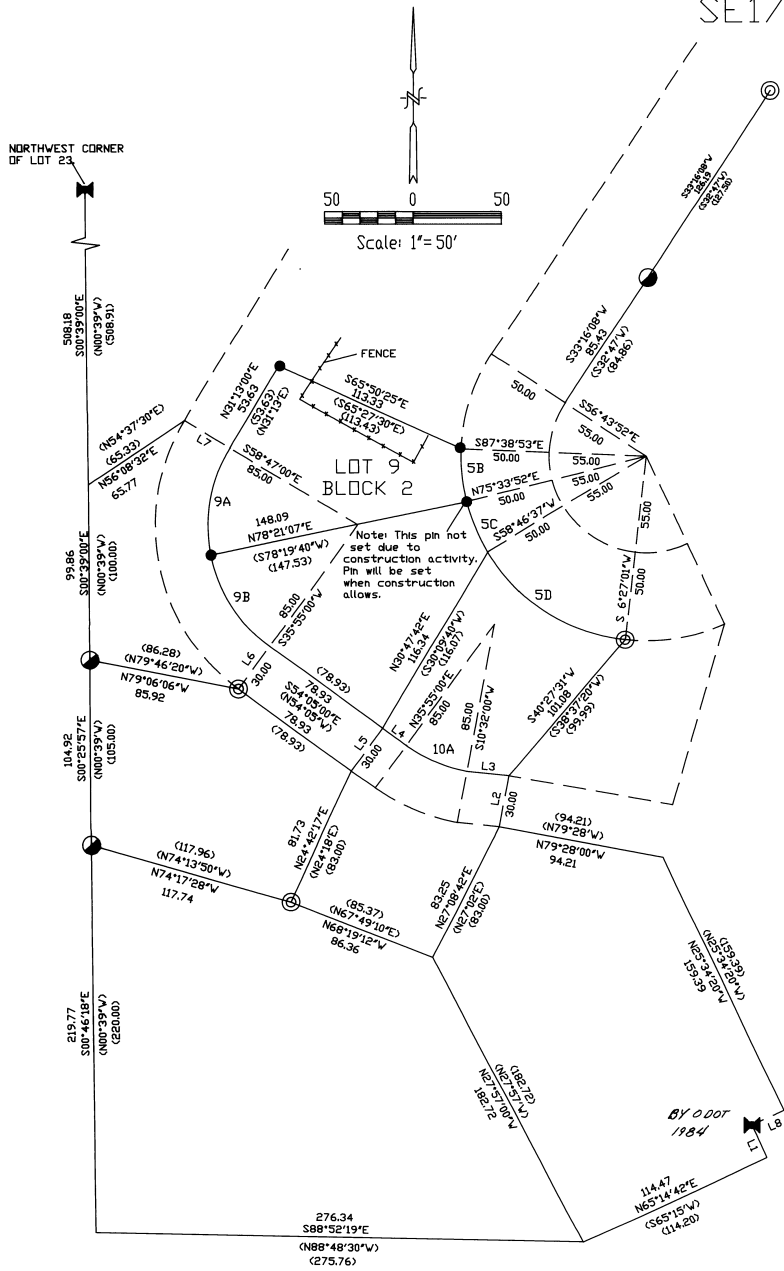 SE1/
NORTHWEST CORNER
OF LOT 23
N
50 0 50
Scale: 1"= 50'
S33°16'08"W
126.19
(S32°47'W)
(127.50)
508.18
S00°39'00"E
(N00°39'W)
(508.91)
FENCE
S33°16'08"W
85.43
(S32°47'W)
(84.86)
N31°13'00"E
53.63
(53.63)
(N31°13'E)
S65°50'25"E
113.33
(S65°27'30"E)
(113.43)
50.00
S56°43'52"E
55.00
(N54°37'30"E)
(65.33)
N56°08'32"E
65.77
L7
S58°47'00"E
85.00
LOT 9
BLOCK 2
S87°38'53"E
50.00
55.00
5B
N75°33'52"E
50.00
55.00
5C
S58°46'37"W
50.00
55.00
9A
148.09
N78°21'07"E
(S78°19'40"W)
(147.53)
Note: This pin not
set due to
construction activity.
Pin will be set
when construction
allows.
55.00
S 6°27'01"W
50.00
99.86
S00°39'00"E
(N00°39'W)
(100.00)
9B
85.00
S35°55'00"W
5D
(86.28)
(N79°46'20"W)
N79°06'06"W
85.92
L6
30.00
(78.93)
78.93
S54°05'00"E
(N54°05'W)
78.93
(78.93)
N30°47'42"E
116.34
(S30°09'40"W)
(116.07)
N35°55'00"E
85.00
85.00
S10°32'00"W
S40°27'31"W
101.08
(S38°37'20"W)
(99.99)
104.92
S00°25'57"E
(N00°39'W)
(105.00)
L4
L5
30.00
10A
L3
L2
30.00
(94.21)
(N79°28'W)
N79°28'00"W
94.21
(117.96)
(N74°13'50"W)
N74°17'28"W
117.74
81.73
N24°42'17"E
(N24°18'E)
(83.00)
83.25
N27°08'42"E
(N27°02'E)
(83.00)
(85.37)
(N67°49'10"E)
N68°19'12"W
86.36
(159.39)
(N25°34'20"W)
N25°34'20"W
159.39
219.77
S00°46'18"E
(N00°39'W)
(220.00)
(182.72)
(N27°57'W)
N27°57'00"W
182.72
BY ODOT
1984
L8
L1
114.47
N65°14'42"E
(S65°15'W)
(114.20)
276.34
S88°52'19"E
(N88°48'30"W)
(275.76)